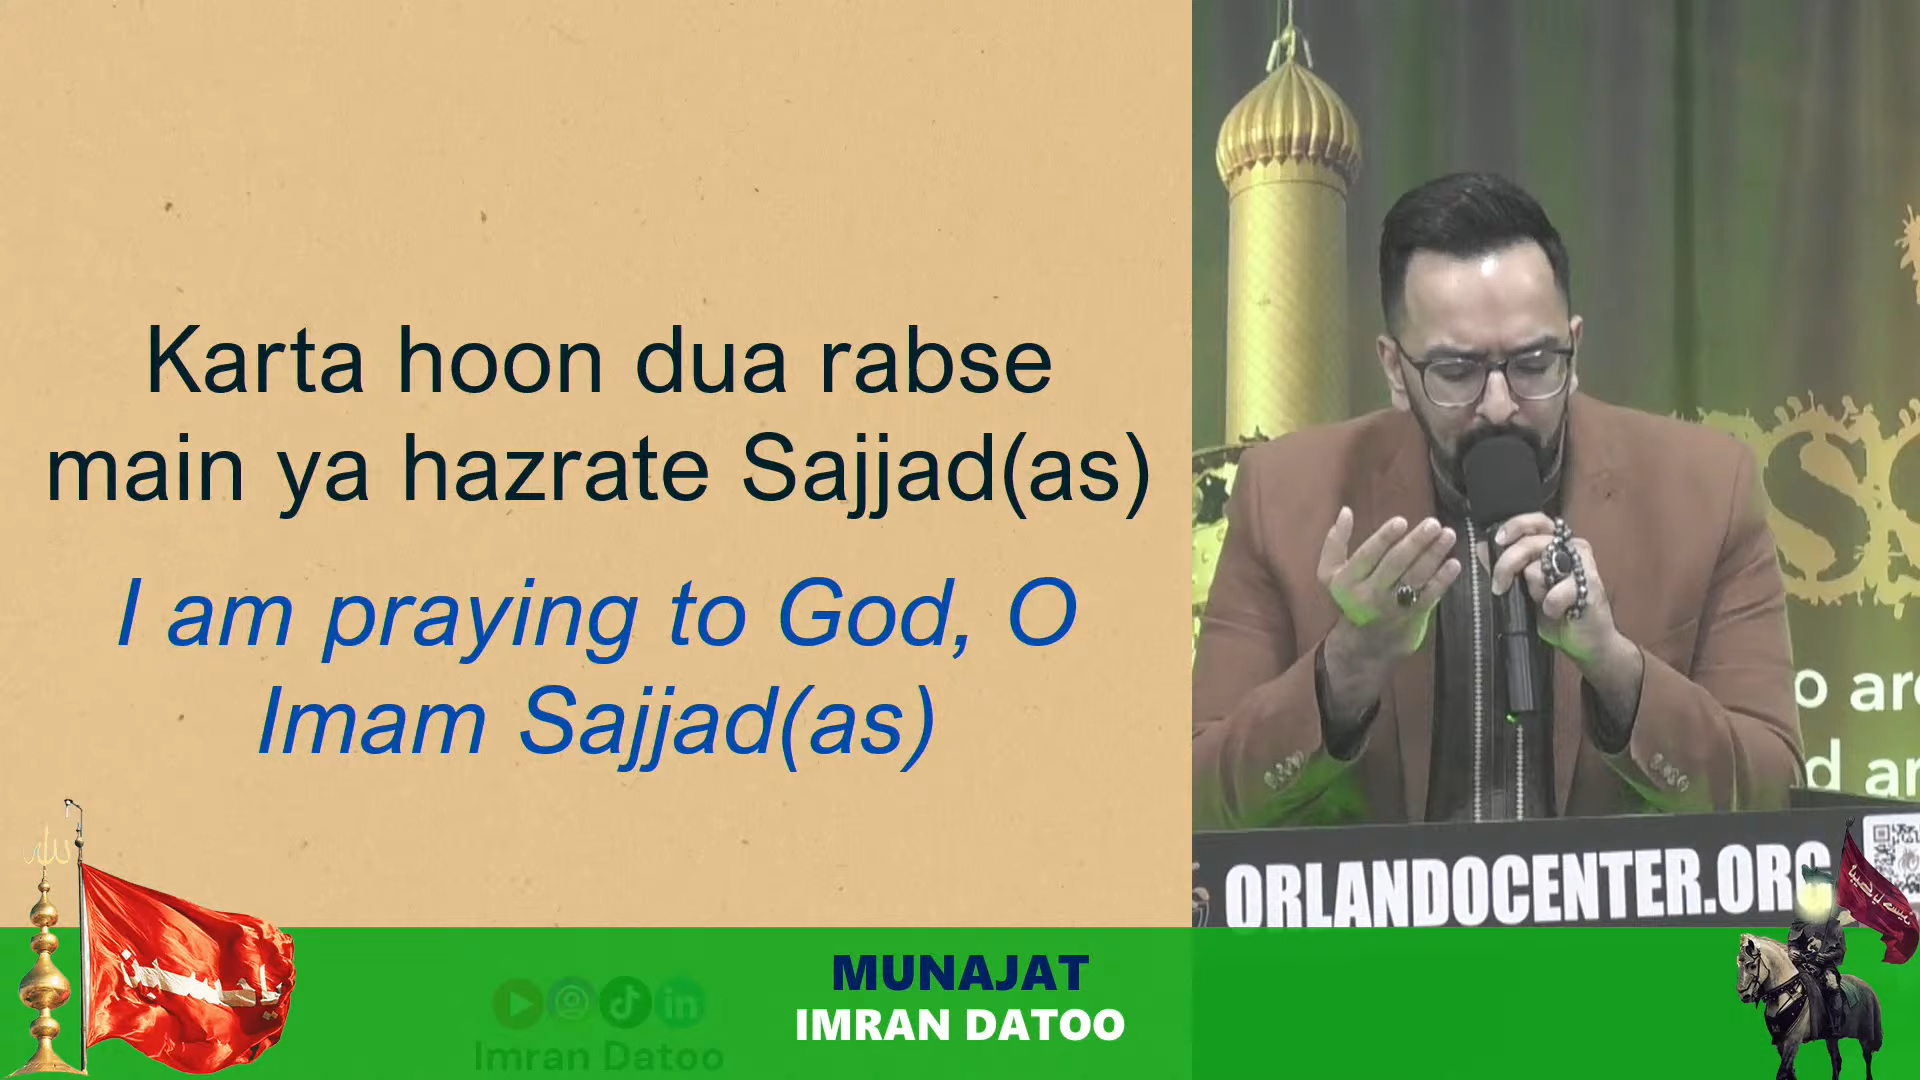 Karta hoon dua rabse
main ya hazrate Sajjad(as)
I am praying to God, O
Imam Sajjad(as)
o are
d ar
ORLANDOCENTER.ORG
MUNAJAT
IMRAN DATOO
Imran Datoo